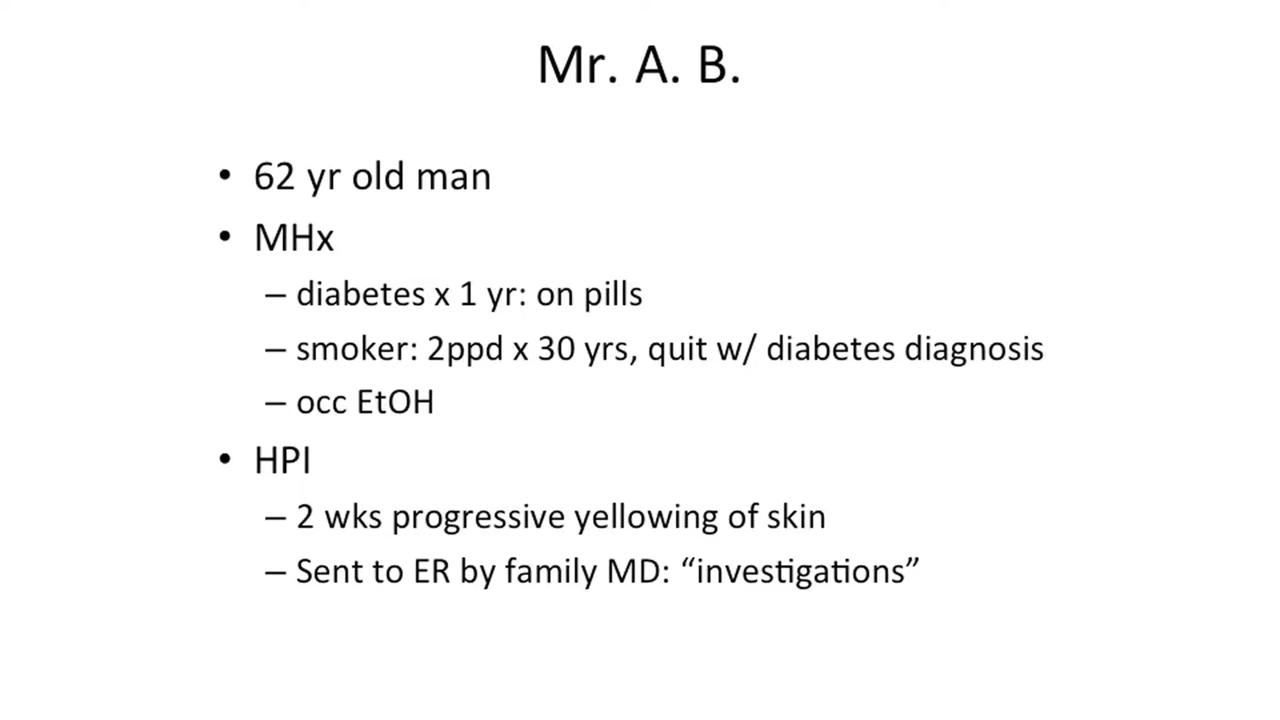 Mr. A. B.
• 62 yr old man
• MHx
– diabetes x 1 yr: on pills
– smoker: 2ppd x 30 yrs, quit w/ diabetes diagnosis
– occ EtOH
• HPI
– 2 wks progressive yellowing of skin
– Sent to ER by family MD: “investigations”